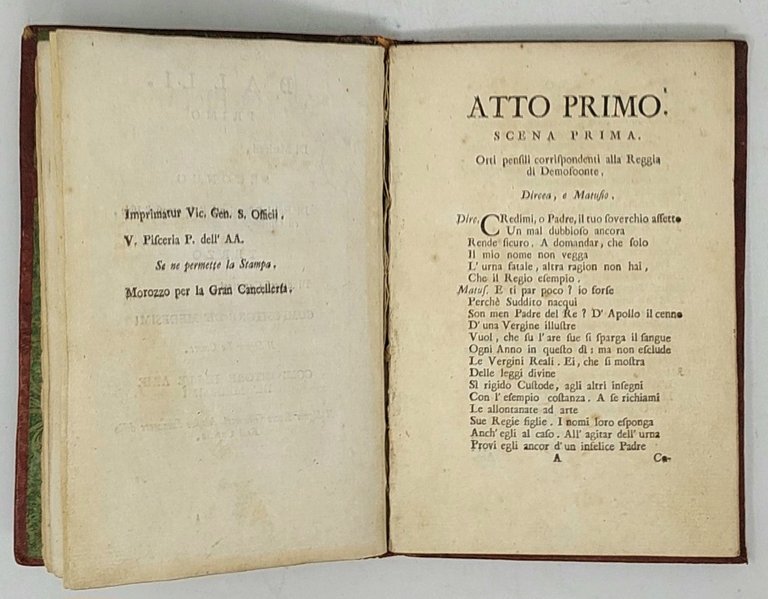 Imprimatur Vic. Gen. S. Officii.
V. Pisceria P. dell' AA.
Se ne permette la Stampa.
Morozzo per la Gran Cancelleria.
ATTO PRIMO.
SCENA PRIMA.
Orti penſili corriſpondenti alla Reggia
di Demofoonte.
Dircea, e Matuſio.
Dirc. CRedimi, o Padre, il tuo ſoverchio affetto
Un mal dubbioſo ancora
Rende ſicuro. A domandar, che ſolo
Il mio nome non vegga
L' urna fatale, altra ragion non hai,
Che il Regio eſempio.
Matuſ. E ti par poco? io forſe
Perchè Suddito nacqui
Son men Padre del Re? D' Apollo il cenno
D' una Vergine illuſtre
Vuol, che ſu l' are ſue ſi ſparga il ſangue
Ogni Anno in queſto dì: ma non eſclude
Le Vergini Reali. Ei, che ſi moſtra
Delle leggi divine
Sì rigido Cuſtode, agli altri inſegni
Con l' eſempio coſtanza. A ſe richiami
Le allontanate ad arte
Sue Regie figlie. I nomi loro eſponga
Anch' egli al caſo. All' agitar dell' urna
Provi egli ancor d' un infelice Padre
A Ca-